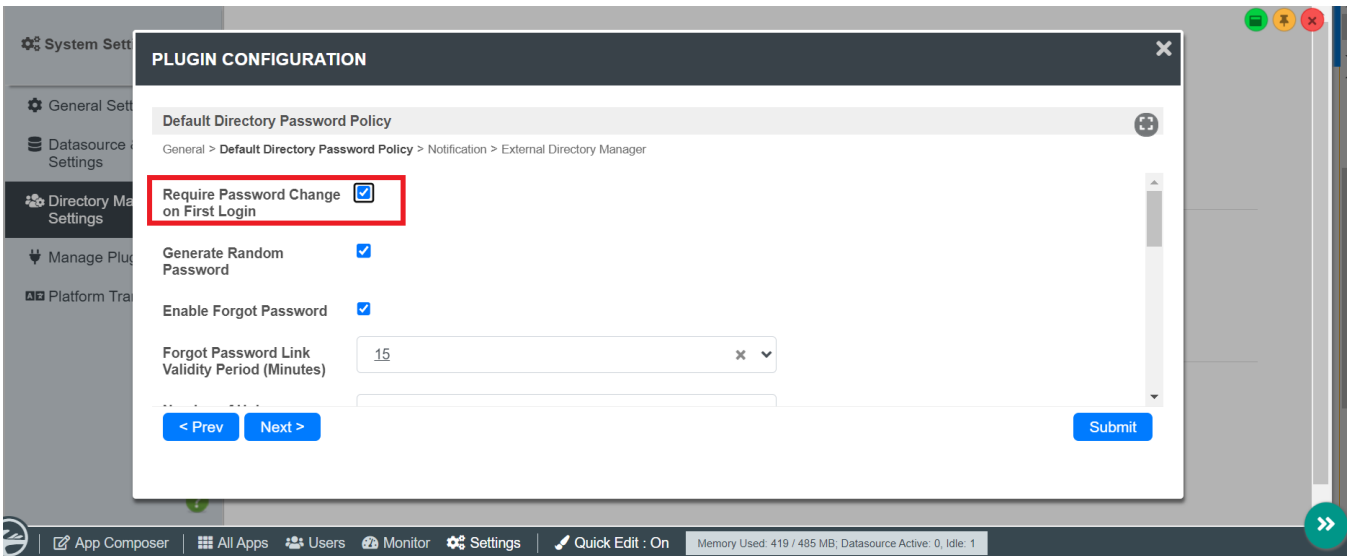 System Sett
PLUGIN CONFIGURATION
General Sett
Datasource
Settings
Directory Ma
Settings
Manage Plug
Platform Tra
Default Directory Password Policy
General > Default Directory Password Policy > Notification > External Directory Manager
Require Password Change
on First Login
Generate Random
Password
Enable Forgot Password
Forgot Password Link
Validity Period (Minutes)
15
< Prev
Next >
Submit
App Composer
All Apps
Users
Monitor
Settings
Quick Edit : On
Memory Used: 419 / 485 MB; Datasource Active: 0, Idle: 1